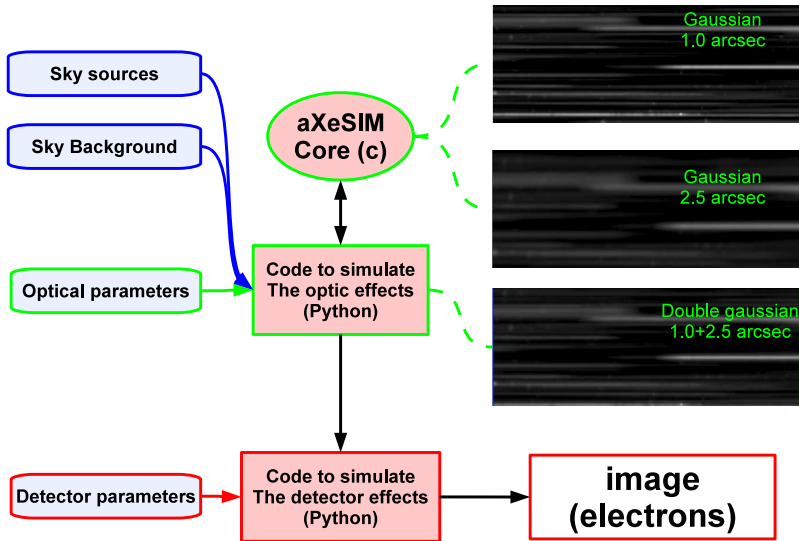 Sky sources
Sky Background
Optical parameters
Detector parameters
aXeSIM
Core (c)
Code to simulate
The optic effects
(Python)
Code to simulate
The detector effects
(Python)
image
(electrons)
Gaussian
1.0 arcsec
Gaussian
2.5 arcsec
Double gaussian
1.0+2.5 arcsec